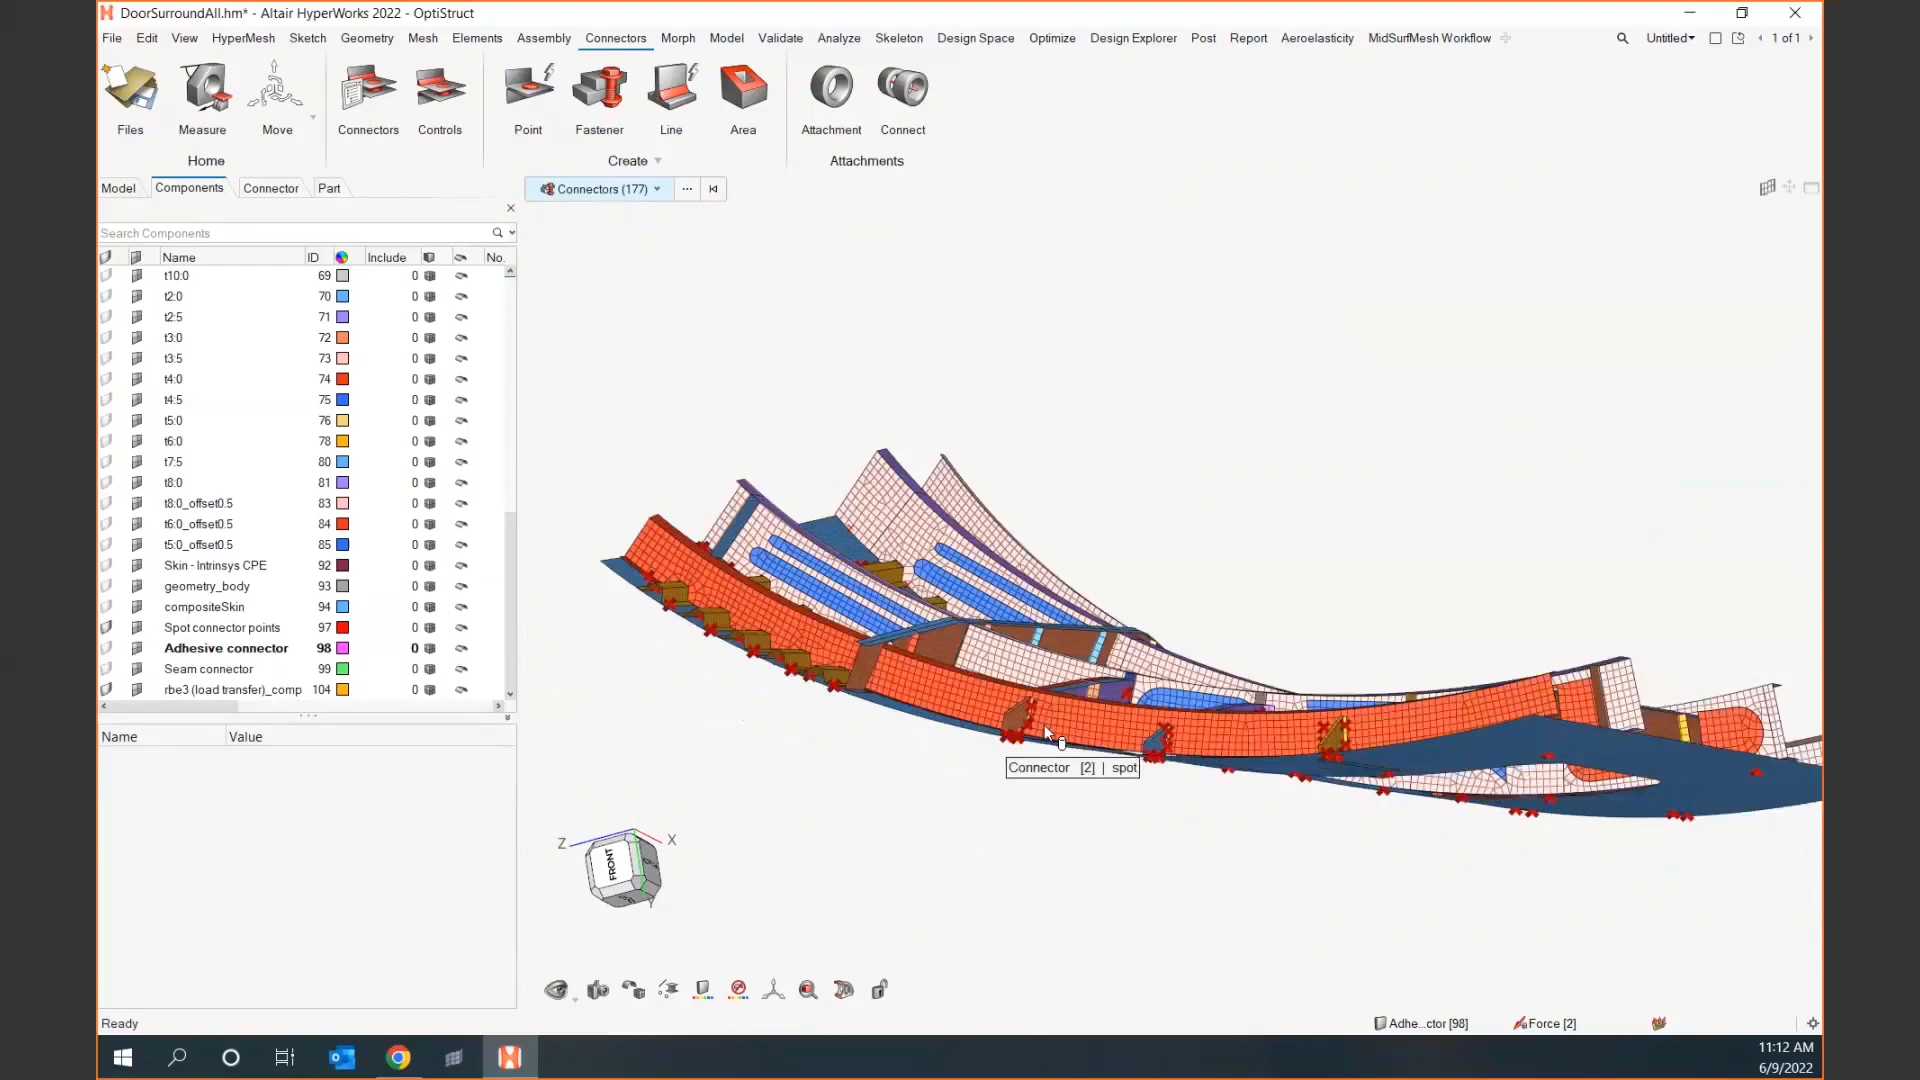 DoorSurroundAll.hm* - Altair HyperWorks 2022 - OptiStruct
File Edit View HyperMesh Sketch Geometry Mesh Elements Assembly Connectors Morph Model Validate Analyze Skeleton Design Space Optimize Design Explorer Post Report Aeroelasticity MidSurfMesh Workflow Untitled 1 of 1
Files Measure Move Connectors Controls Point Fastener Line Area Attachment Connect
Home Create Attachments
Model Components Connector Part Connectors (177) ...
Search Components
Name ID Include No.
t10:0 69 0
t2:0 70 0
t2:5 71 0
t3:0 72 0
t3:5 73 0
t4:0 74 0
t4:5 75 0
t5:0 76 0
t6:0 78 0
t7:5 80 0
t8:0 81 0
t8:0_offset0.5 83 0
t6:0_offset0.5 84 0
t5:0_offset0.5 85 0
Skin - Intrinsys CPE 92 0
geometry_body 93 0
compositeSkin 94 0
Spot connector points 97 0
Adhesive connector 98 0
Seam connector 99 0
rbe3 (load transfer)_comp 104 0
Name Value
Connector [2] | spot
Z X
FRONT
Y
Ready Adhe...ctor [98] Force [2]
11:12 AM
6/9/2022